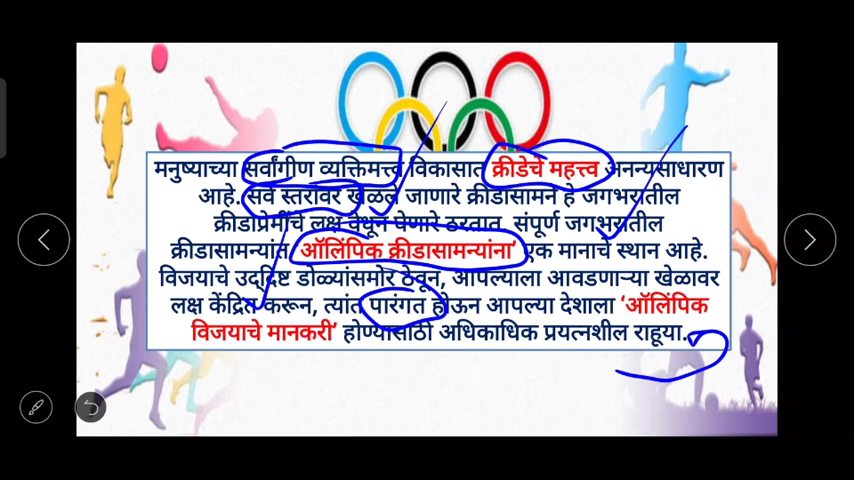 मनुष्याच्या सर्वांगीण व्यक्तिमत्त्व विकासात क्रीडेचे महत्त्व अनन्यसाधारण
आहे. सर्व स्तरांवर खेळले जाणारे क्रीडासामने हे जगभरातील
क्रीडाप्रेमींचे लक्ष वेधून घेणारे ठरतात. संपूर्ण जगभरातील
क्रीडासामन्यांत 'ऑलिंपिक क्रीडासामन्यांना' एक मानाचे स्थान आहे.
विजयाचे उद्दिष्ट डोळ्यांसमोर ठेवून, आपल्याला आवडणाऱ्या खेळावर
लक्ष केंद्रित करून, त्यांत पारंगत होऊन आपल्या देशाला ‘ऑलिंपिक
विजयाचे मानकरी’ होण्यासाठी अधिकाधिक प्रयत्नशील राहूया.